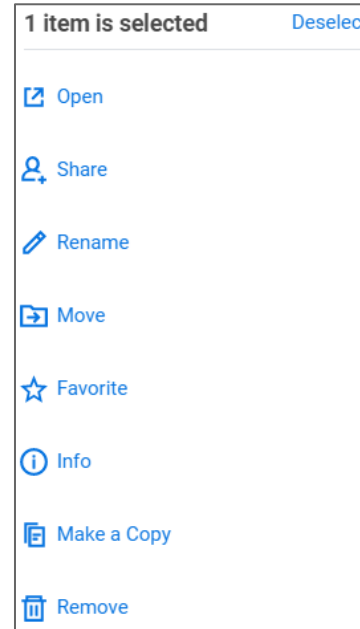 1 item is selected Deselec
Open
Share
Rename
Move
Favorite
Info
Make a Copy
Remove